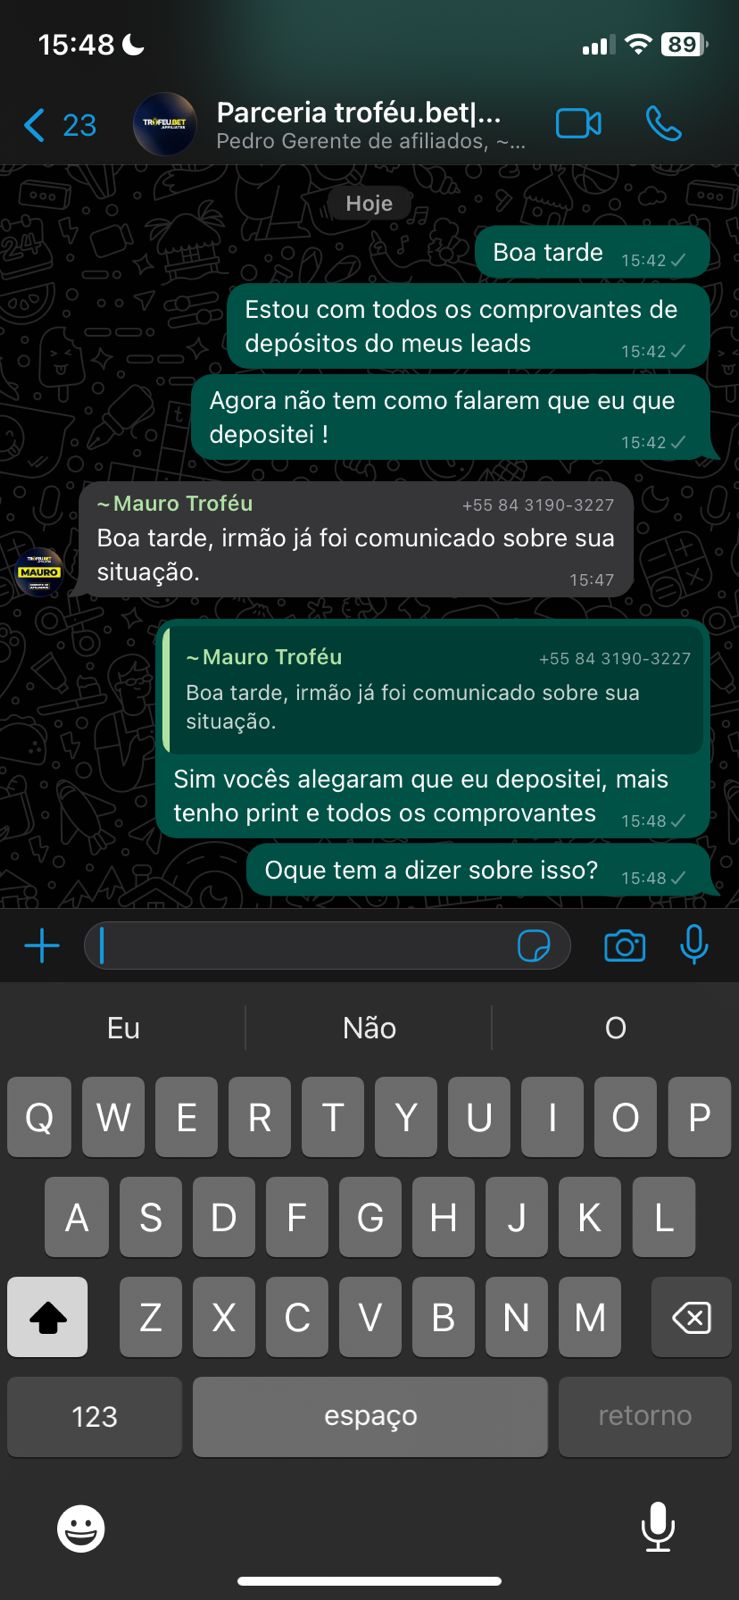 15:48
89
23
TROFEU.BET
AFILIADOS
Parceria troféu.bet|...
Pedro Gerente de afiliados, ~...
Hoje
Boa tarde 15:42
Estou com todos os comprovantes de
depósitos do meus leads 15:42
Agora não tem como falarem que eu que
depositei ! 15:42
~Mauro Troféu +55 84 3190-3227
Boa tarde, irmão já foi comunicado sobre sua
situação. 15:47
MAURO
~Mauro Troféu +55 84 3190-3227
Boa tarde, irmão já foi comunicado sobre sua
situação.
Sim vocês alegaram que eu depositei, mais
tenho print e todos os comprovantes 15:48
Oque tem a dizer sobre isso? 15:48
Eu Não O
Q W E R T Y U I O P
A S D F G H J K L
Z X C V B N M
123 espaço retorno